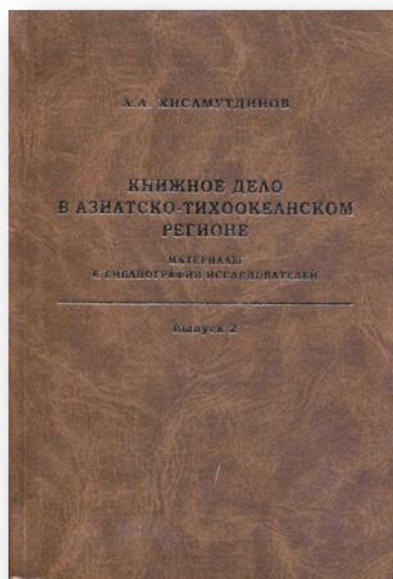 А.А. ХИСАМУТДИНОВ
КНИЖНОЕ ДЕЛО
В АЗИАТСКО-ТИХООКЕАНСКОМ
РЕГИОНЕ
МАТЕРИАЛЫ
К БИБЛИОГРАФИИ ИССЛЕДОВАТЕЛЕЙ
Выпуск 2